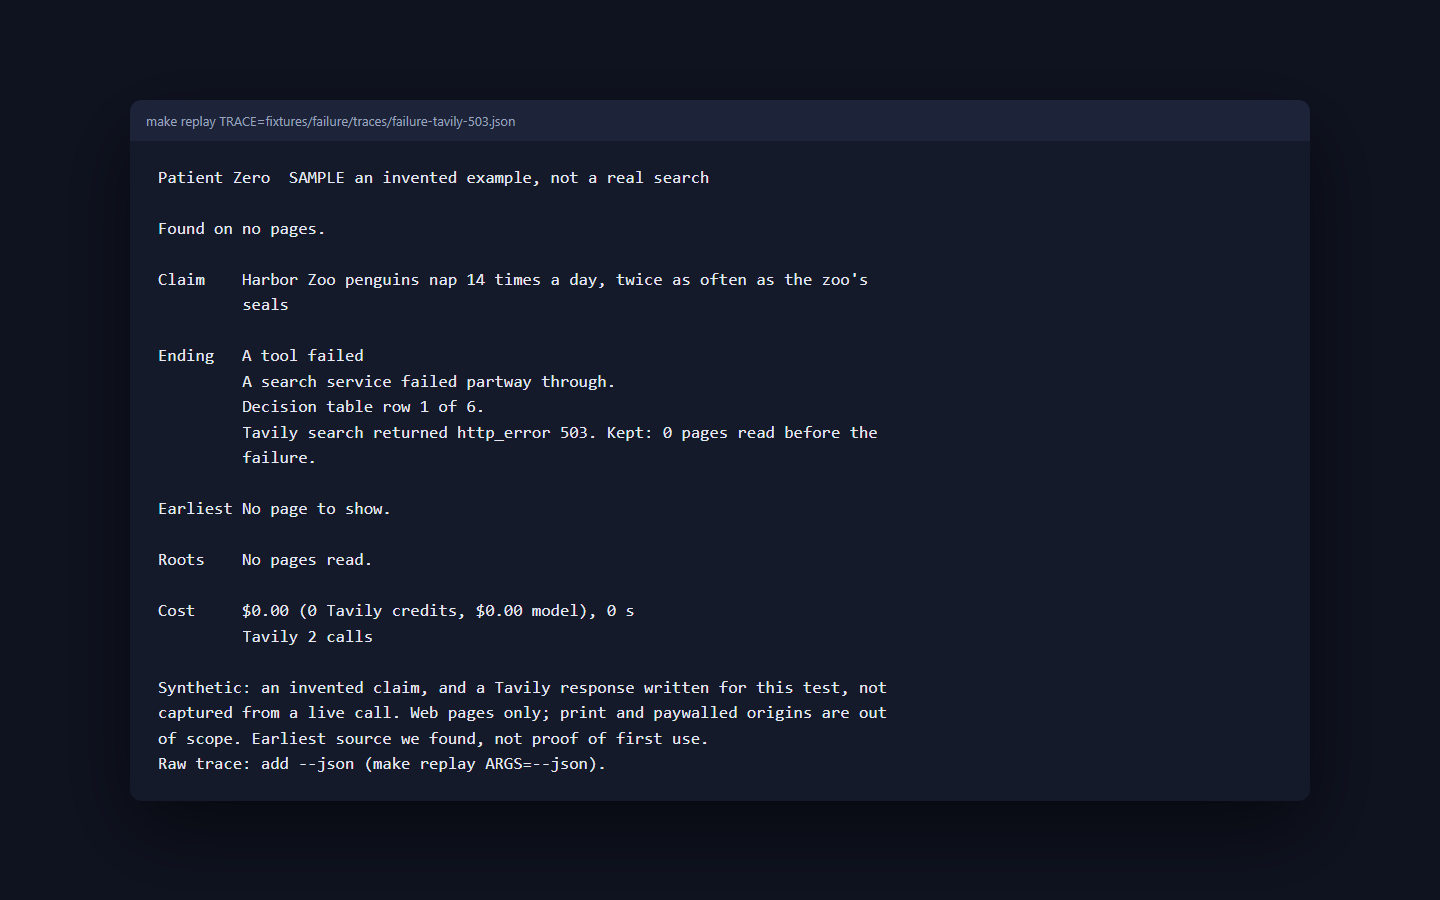 make replay TRACE=fixtures/failure/traces/failure-tavily-503.json
Patient Zero  SAMPLE an invented example, not a real search
Found on no pages.
Claim    Harbor Zoo penguins nap 14 times a day, twice as often as the zoo's
seals
Ending   A tool failed
A search service failed partway through.
Decision table row 1 of 6.
Tavily search returned http_error 503. Kept: 0 pages read before the
failure.
Earliest No page to show.
Roots    No pages read.
Cost     $0.00 (0 Tavily credits, $0.00 model), 0 s
Tavily 2 calls
Synthetic: an invented claim, and a Tavily response written for this test, not
captured from a live call. Web pages only; print and paywalled origins are out
of scope. Earliest source we found, not proof of first use.
Raw trace: add --json (make replay ARGS=--json).